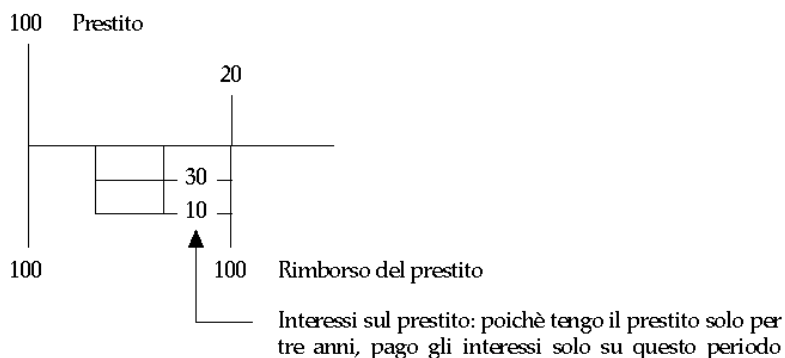 100 Prestito
20
30
10
100 100 Rimborso del prestito
Interessi sul prestito: poichè tengo il prestito solo per
tre anni, pago gli interessi solo su questo periodo